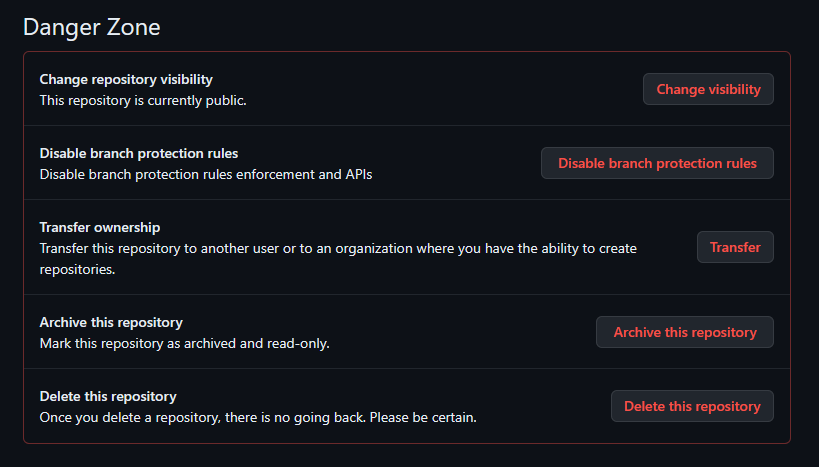 Danger Zone
Change repository visibility
This repository is currently public.
Change visibility
Disable branch protection rules
Disable branch protection rules enforcement and APIs
Disable branch protection rules
Transfer ownership
Transfer this repository to another user or to an organization where you have the ability to create
repositories.
Transfer
Archive this repository
Mark this repository as archived and read-only.
Archive this repository
Delete this repository
Once you delete a repository, there is no going back. Please be certain.
Delete this repository